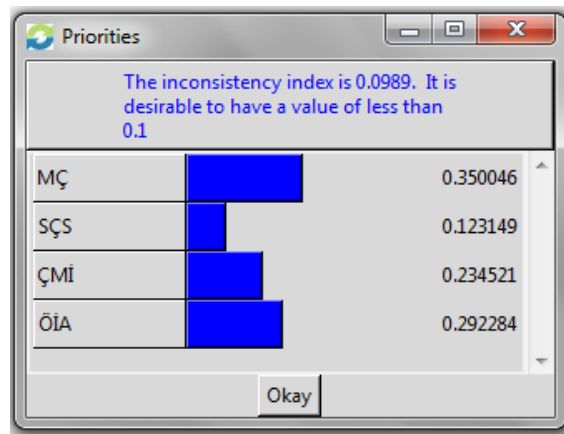 Priorities
The inconsistency index is 0.0989. It is
desirable to have a value of less than
0.1
MÇ 0.350046
SÇS 0.123149
ÇMİ 0.234521
ÖİA 0.292284
Okay